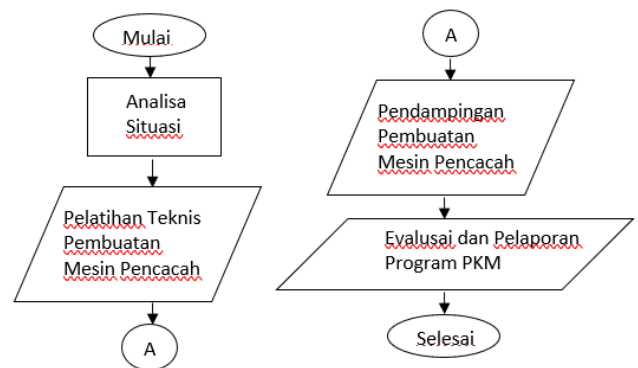 Mulai
Analisa
Situasi
Pelatihan Teknis
Pembuatan
Mesin Pencacah
A
A
Pendampingan
Pembuatan
Mesin Pencacah
Evalusai dan Pelaporan
Program PKM
Selesai